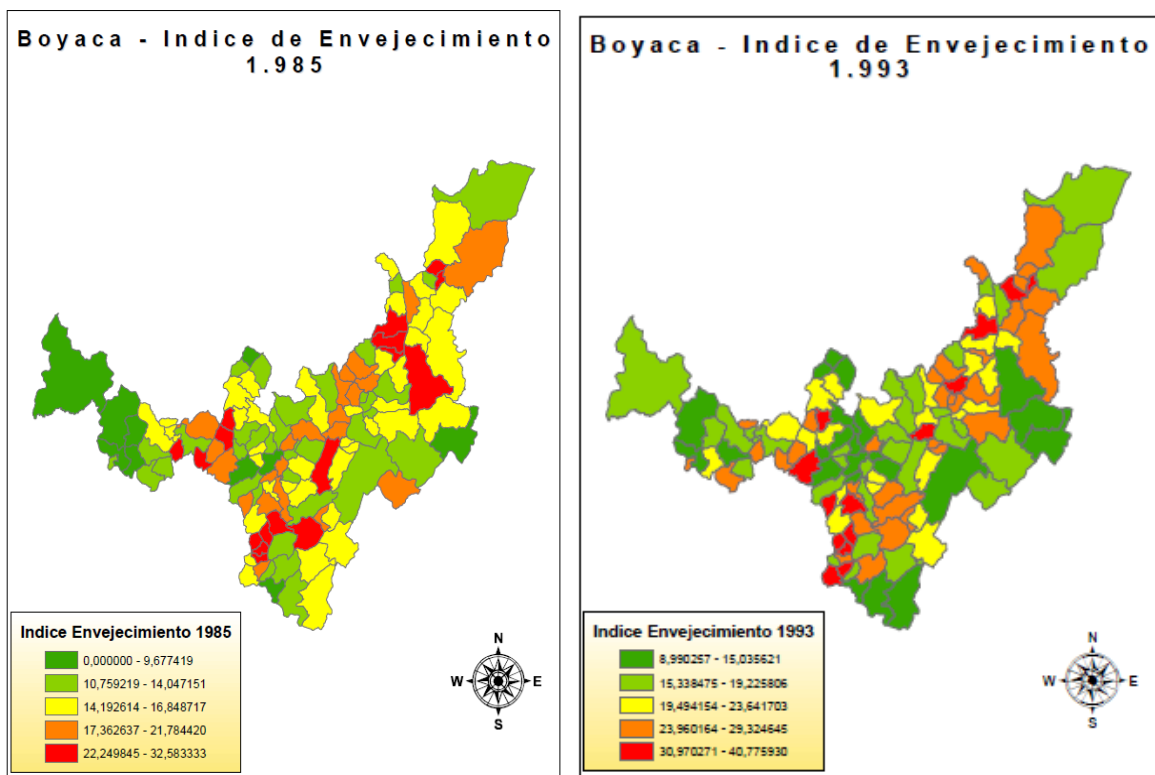 Boyaca - Indice de Envejecimiento
1.985
Indice Envejecimiento 1985
0,000000 - 9,677419
10,759219 - 14,047151
14,192614 - 16,848717
17,362637 - 21,784420
22,249845 - 32,583333
N
W
E
S
Boyaca - Indice de Envejecimiento
1.993
Indice Envejecimiento 1993
8,990257 - 15,035621
15,338475 - 19,225806
19,494154 - 23,641703
23,960164 - 29,324645
30,970271 - 40,775930
N
W
E
S